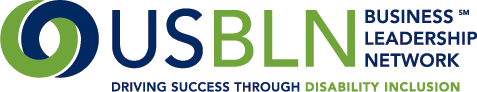 USBLN BUSINESS ℠
LEADERSHIP
NETWORK
DRIVING SUCCESS THROUGH DISABILITY INCLUSION